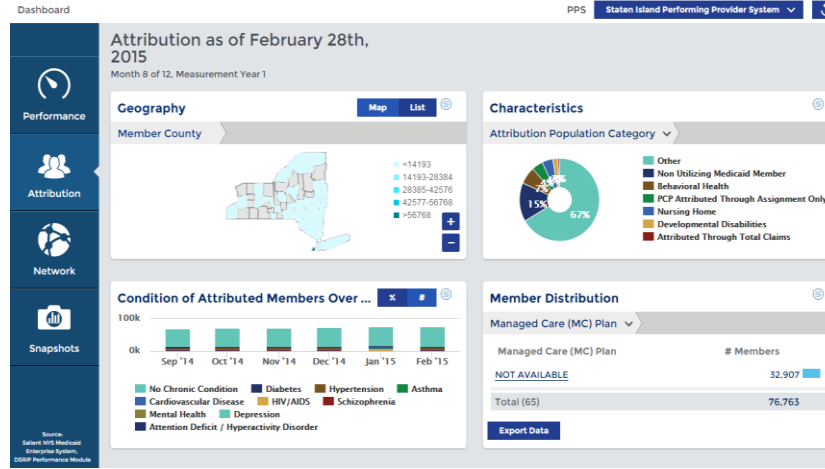 Dashboard
PPS
Staten Island Performing Provider System
Performance
Attribution
Network
Snapshots
Source-
Salient NYS Medicaid
Enterprise System,
DSRIP Performance Module
Attribution as of February 28th,
2015
Month 8 of 12, Measurement Year 1
Geography
Map
List
Member County
<14193
14193-28384
28385-42576
42577-56768
>56768
+
−
Characteristics
Attribution Population Category
67%
15%
7%
Other
Non Utilizing Medicaid Member
Behavioral Health
PCP Attributed Through Assignment Only
Nursing Home
Developmental Disabilities
Attributed Through Total Claims
Condition of Attributed Members Over ...
%
#
100k
0k
Sep '14
Oct '14
Nov '14
Dec '14
Jan '15
Feb '15
No Chronic Condition
Diabetes
Hypertension
Asthma
Cardiovascular Disease
HIV/AIDS
Schizophrenia
Mental Health
Depression
Attention Deficit / Hyperactivity Disorder
Member Distribution
Managed Care (MC) Plan
Managed Care (MC) Plan
# Members
NOT AVAILABLE
32,907
Total (65)
76,763
Export Data